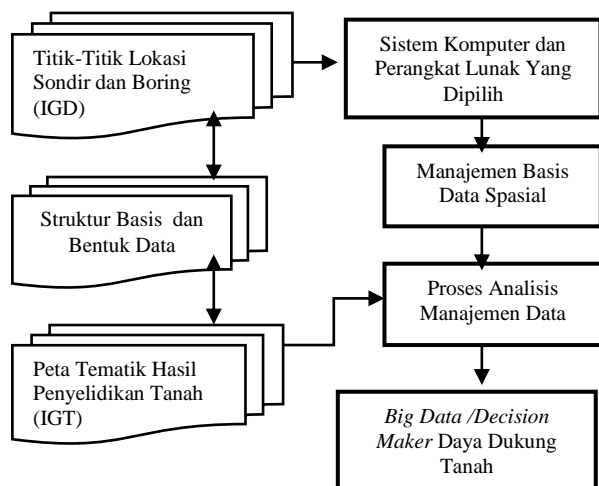 Titik-Titik Lokasi
Sondir dan Boring
(IGD)
Sistem Komputer dan
Perangkat Lunak Yang
Dipilih
Manajemen Basis
Data Spasial
Struktur Basis dan
Bentuk Data
Proses Analisis
Manajemen Data
Peta Tematik Hasil
Penyelidikan Tanah
(IGT)
Big Data /Decision
Maker Daya Dukung
Tanah